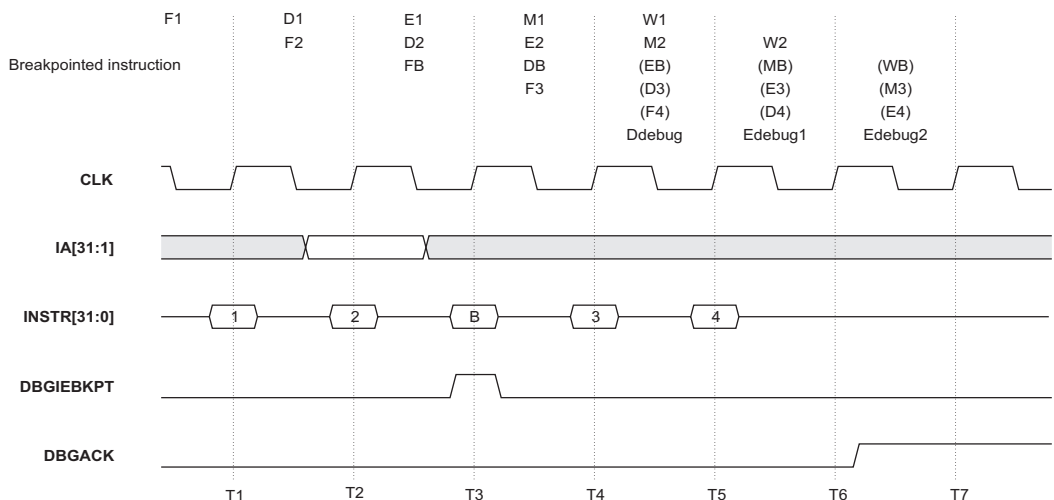 F1 D1 E1 M1 W1
F2 D2 E2 M2 W2
Breakpointed instruction FB DB (EB) (MB) (WB)
F3 (D3) (E3) (M3)
(F4) (D4) (E4)
Ddebug Edebug1 Edebug2
CLK
IA[31:1]
INSTR[31:0] 1 2 B 3 4
DBGIEBKPT
DBGACK
T1 T2 T3 T4 T5 T6 T7